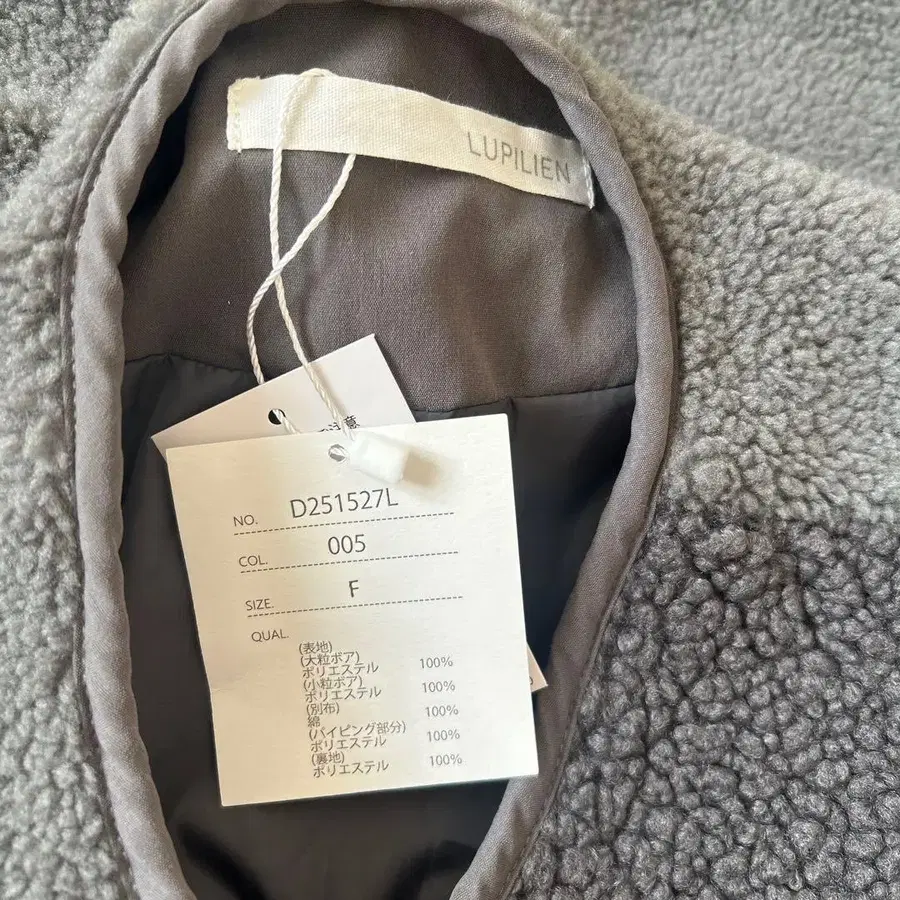 LUPILIEN
注意
NO. D251527L
COL. 005
SIZE. F
QUAL.
(表地)
(大粒ボア)
ポリエステル 100%
(小粒ボア)
ポリエステル 100%
(別布)
綿 100%
(パイピング部分)
ポリエステル 100%
(裏地)
ポリエステル 100%